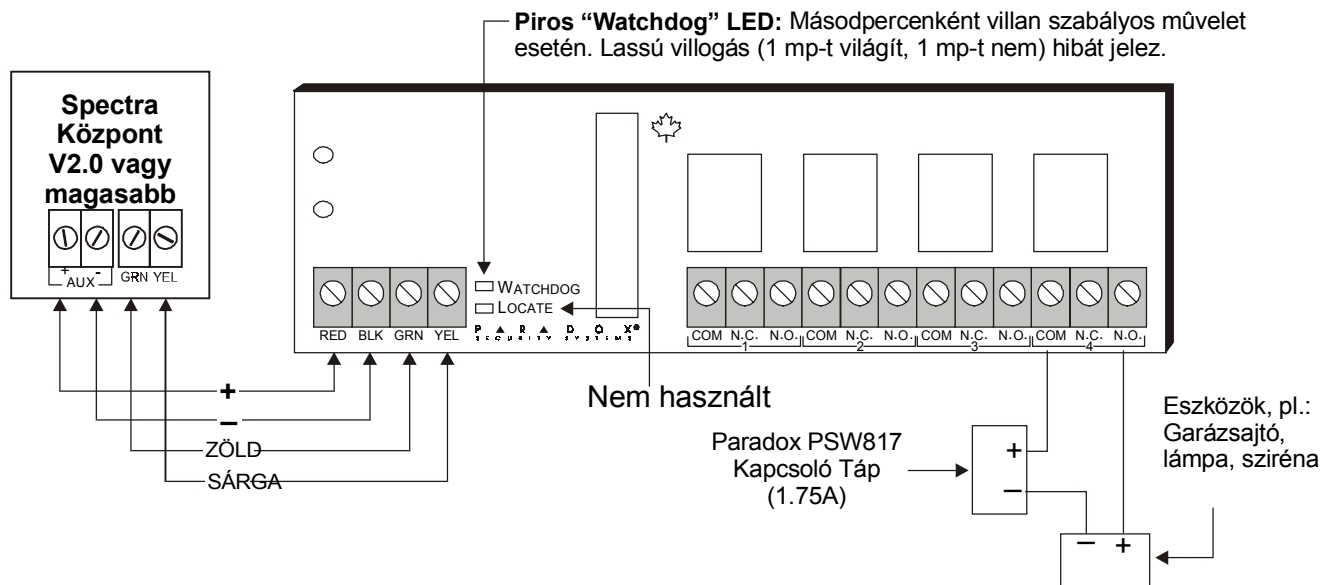 Piros “Watchdog” LED: Másodpercenként villan szabályos mûvelet
esetén. Lassú villogás (1 mp-t világít, 1 mp-t nem) hibát jelez.
Spectra
Központ
V2.0 vagy
magasabb
+ -
AUX GRN YEL
WATCHDOG
LOCATE
RED BLK GRN YEL
PARADOX®
SECURITY SYSTEMS
COM N.C. N.O. COM N.C. N.O. COM N.C. N.O. COM N.C. N.O.
1 2 3 4
+
–
ZÖLD
SÁRGA
Nem használt
Paradox PSW817
Kapcsoló Táp
(1.75A)
+
–
Eszközök, pl.:
Garázsajtó,
lámpa, sziréna
– +